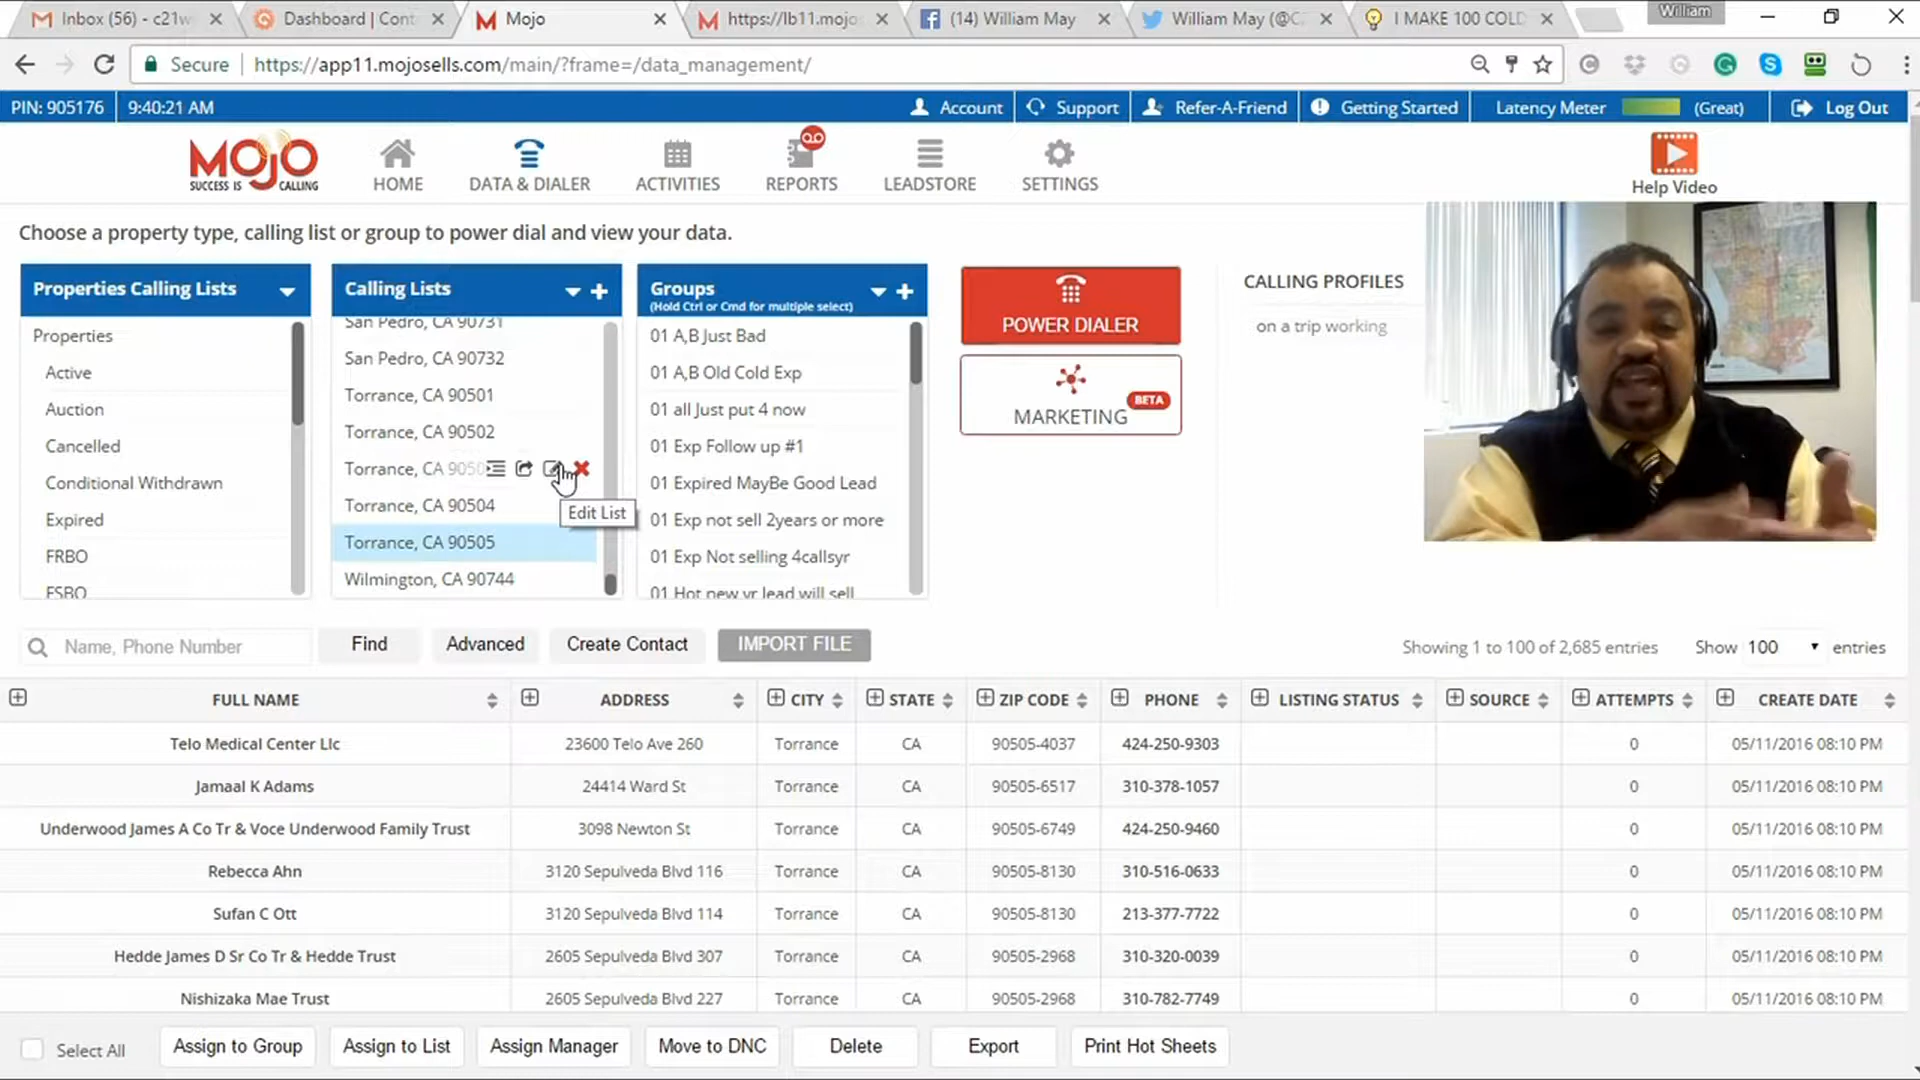 Inbox (56) - c21w
Dashboard | Cont
Mojo
https://lb11.mojo
(14) William May
William May (@C
I MAKE 100 COLD
William
Secure
https://app11.mojosells.com/main/?frame=/data_management/
PIN: 905176
9:40:21 AM
Account
Support
Refer-A-Friend
Getting Started
Latency Meter
(Great)
Log Out
MOJO
SUCCESS IS CALLING
HOME
DATA & DIALER
ACTIVITIES
REPORTS
LEADSTORE
SETTINGS
Help Video
Choose a property type, calling list or group to power dial and view your data.
Properties Calling Lists
Properties
Active
Auction
Cancelled
Conditional Withdrawn
Expired
FRBO
FSBO
Calling Lists
San Pedro, CA 90731
San Pedro, CA 90732
Torrance, CA 90501
Torrance, CA 90502
Torrance, CA 9050
Edit List
Torrance, CA 90504
Torrance, CA 90505
Wilmington, CA 90744
Groups
(Hold Ctrl or Cmd for multiple select)
01 A,B Just Bad
01 A,B Old Cold Exp
01 all Just put 4 now
01 Exp Follow up #1
01 Expired MayBe Good Lead
01 Exp not sell 2years or more
01 Exp Not selling 4callsyr
01 Hot new yr lead will sell
POWER DIALER
MARKETING
BETA
CALLING PROFILES
on a trip working
Name, Phone Number
Find
Advanced
Create Contact
IMPORT FILE
Showing 1 to 100 of 2,685 entries
Show 100 entries
FULL NAME ADDRESS CITY STATE ZIP CODE PHONE LISTING STATUS SOURCE ATTEMPTS CREATE DATE
Telo Medical Center Llc 23600 Telo Ave 260 Torrance CA 90505-4037 424-250-9303 0 05/11/2016 08:10 PM
Jamaal K Adams 24414 Ward St Torrance CA 90505-6517 310-378-1057 0 05/11/2016 08:10 PM
Underwood James A Co Tr & Voce Underwood Family Trust 3098 Newton St Torrance CA 90505-6749 424-250-9460 0 05/11/2016 08:10 PM
Rebecca Ahn 3120 Sepulveda Blvd 116 Torrance CA 90505-8130 310-516-0633 0 05/11/2016 08:10 PM
Sufan C Ott 3120 Sepulveda Blvd 114 Torrance CA 90505-8130 213-377-7722 0 05/11/2016 08:10 PM
Hedde James D Sr Co Tr & Hedde Trust 2605 Sepulveda Blvd 307 Torrance CA 90505-2968 310-320-0039 0 05/11/2016 08:10 PM
Nishizaka Mae Trust 2605 Sepulveda Blvd 227 Torrance CA 90505-2968 310-782-7749 0 05/11/2016 08:10 PM
Select All
Assign to Group
Assign to List
Assign Manager
Move to DNC
Delete
Export
Print Hot Sheets